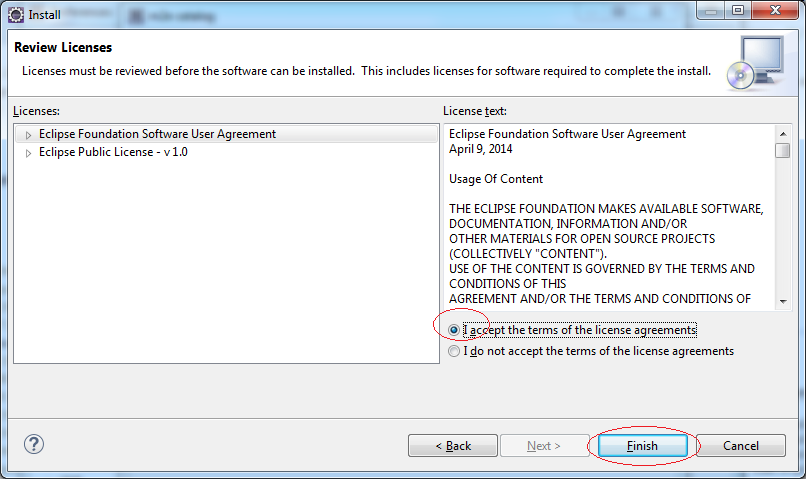 Install
Review Licenses
Licenses must be reviewed before the software can be installed.  This includes licenses for software required to complete the install.
Licenses:
Eclipse Foundation Software User Agreement
Eclipse Public License - v 1.0
License text:
Eclipse Foundation Software User Agreement
April 9, 2014
Usage Of Content
THE ECLIPSE FOUNDATION MAKES AVAILABLE SOFTWARE,
DOCUMENTATION, INFORMATION AND/OR
OTHER MATERIALS FOR OPEN SOURCE PROJECTS
(COLLECTIVELY "CONTENT").
USE OF THE CONTENT IS GOVERNED BY THE TERMS AND
CONDITIONS OF THIS
AGREEMENT AND/OR THE TERMS AND CONDITIONS OF
I accept the terms of the license agreements
I do not accept the terms of the license agreements
< Back
Next >
Finish
Cancel